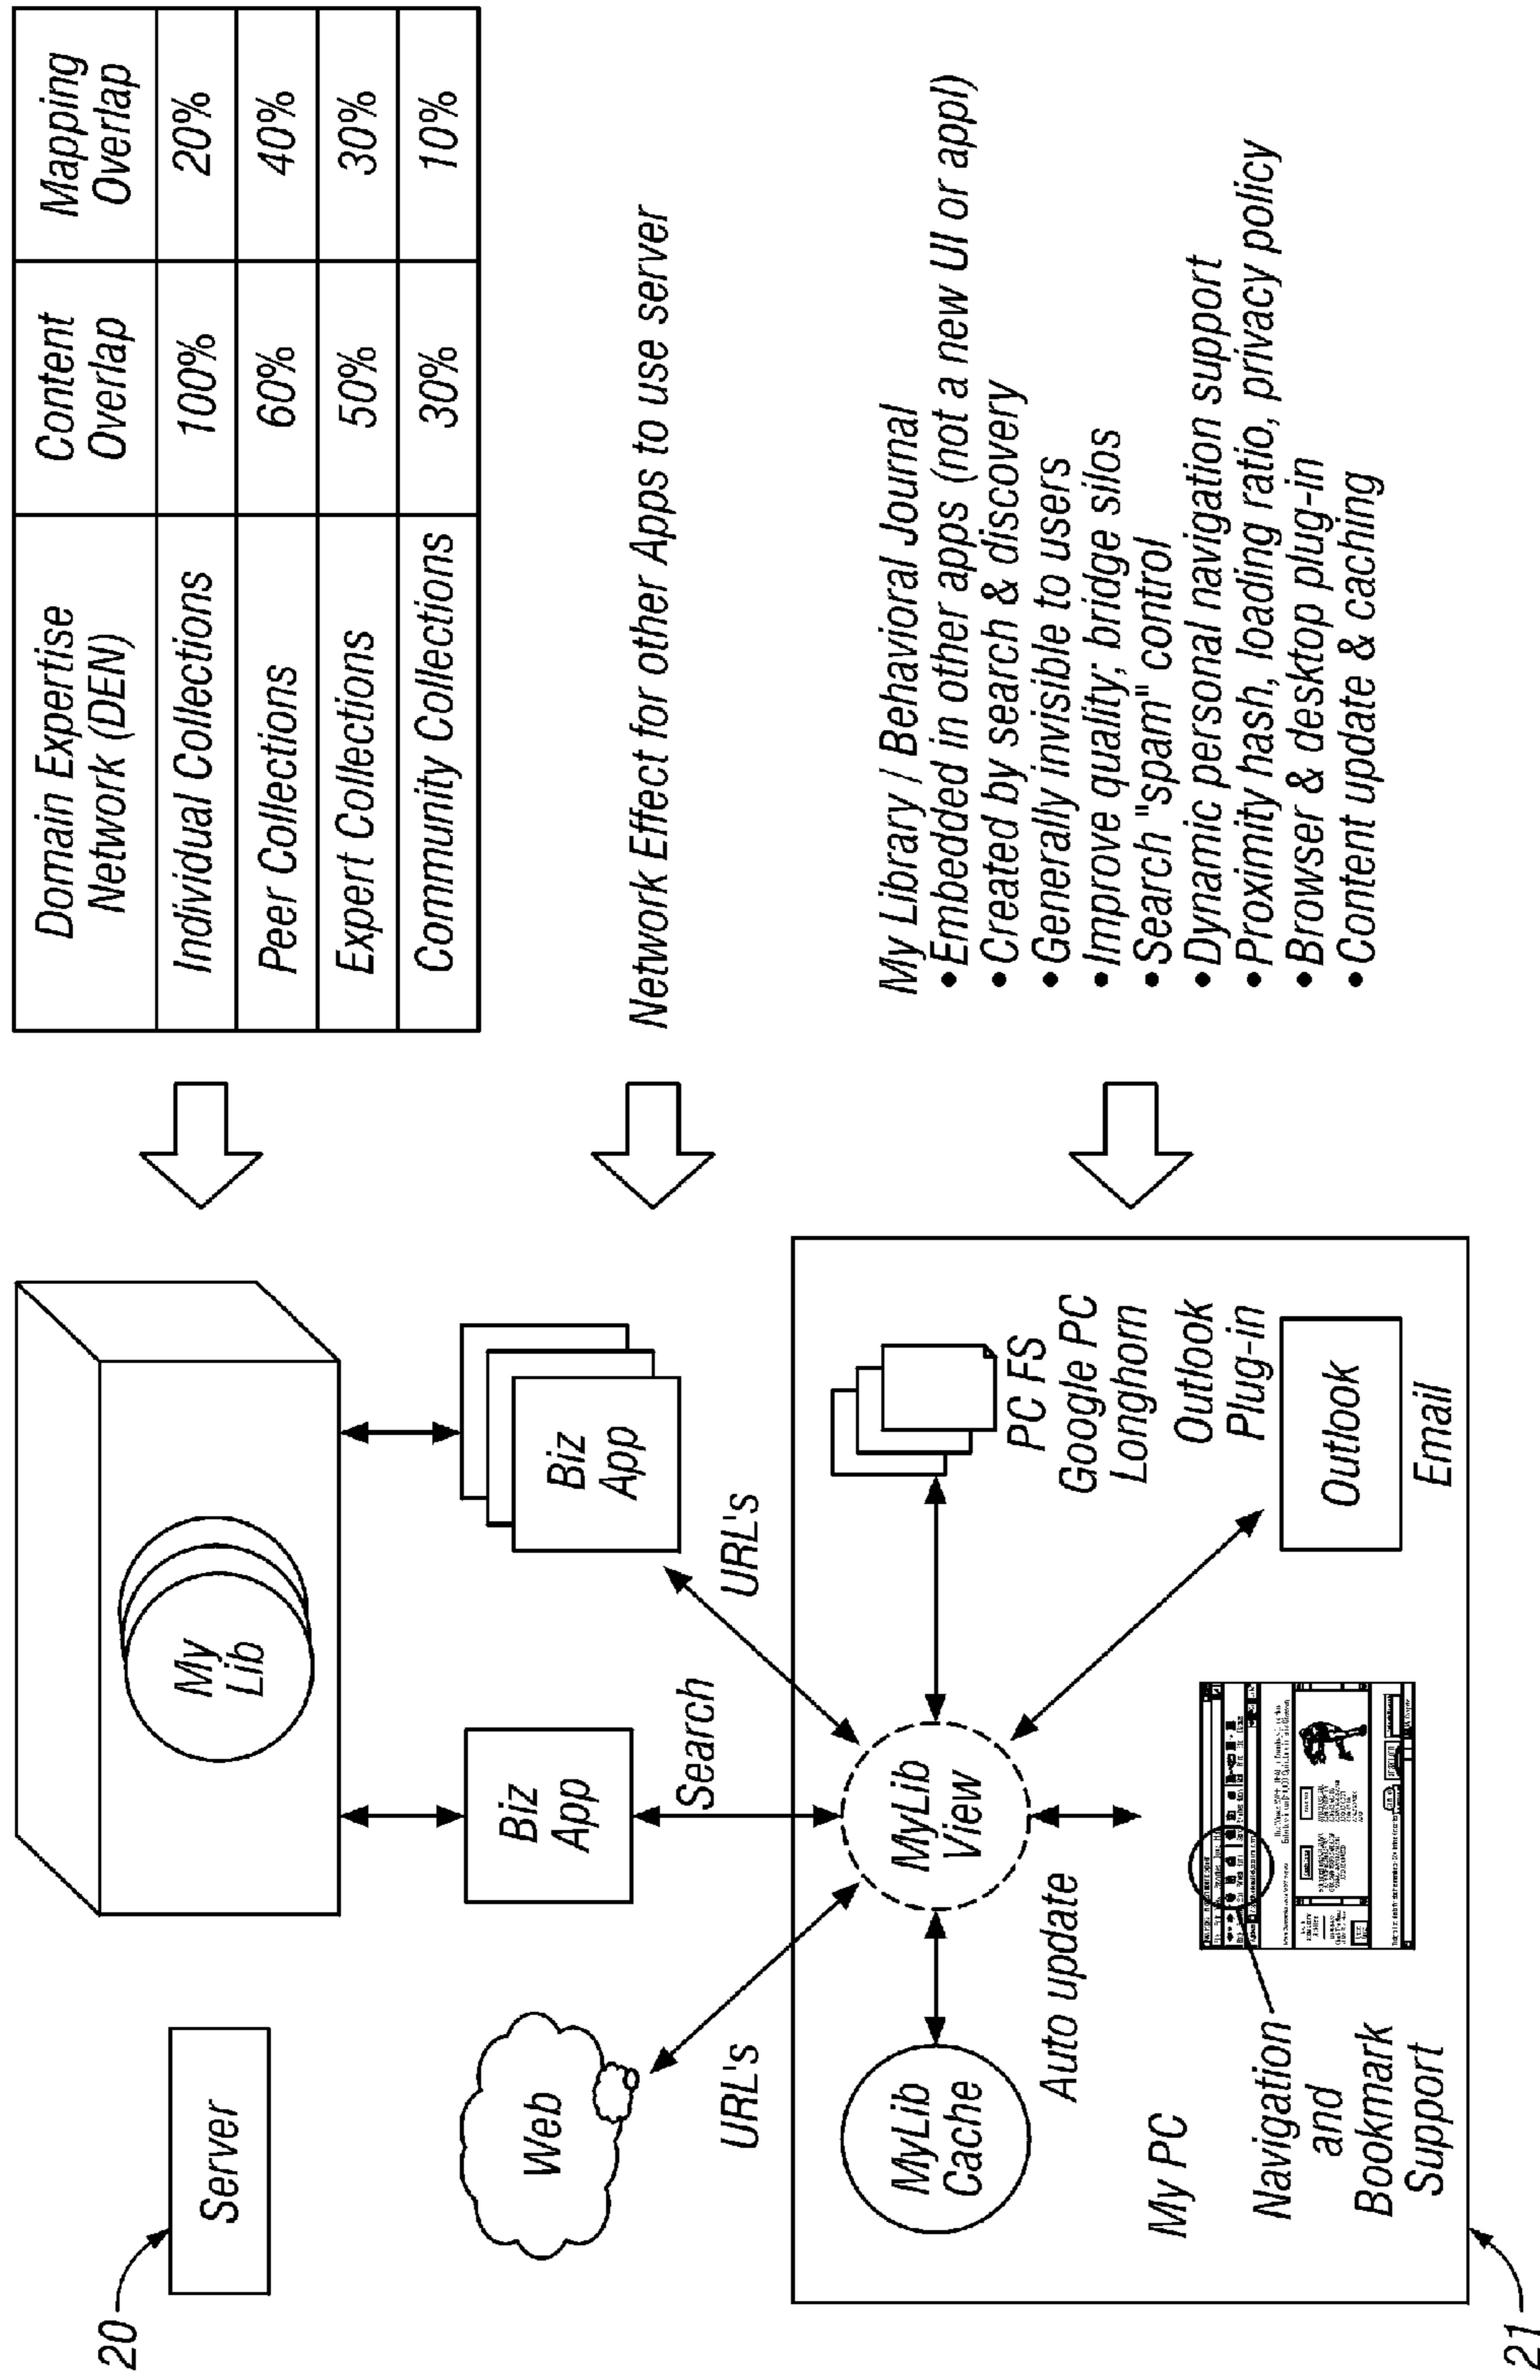 20
Server
My
Lib
Domain Expertise
Network (DEN)
Content
Overlap
Mapping
Overlap
Individual Collections
100%
20%
Peer Collections
60%
40%
Expert Collections
50%
30%
Community Collections
30%
10%
Web
Biz
App
Biz
App
URL's
Search
URL's
Network Effect for other Apps to use server
MyLib
Cache
MyLib
View
Auto update
PC FS
Google PC
Longhorn
Outlook
Plug-in
Outlook
Email
My PC
Navigation
and
Bookmark
Support
21
My Library / Behavioral Journal
• Embedded in other apps (not a new UI or appl)
• Created by search & discovery
• Generally invisible to users
• Improve quality; bridge silos
• Search "spam" control
• Dynamic personal navigation support
• Proximity hash, loading ratio, privacy policy
• Browser & desktop plug-in
• Content update & caching